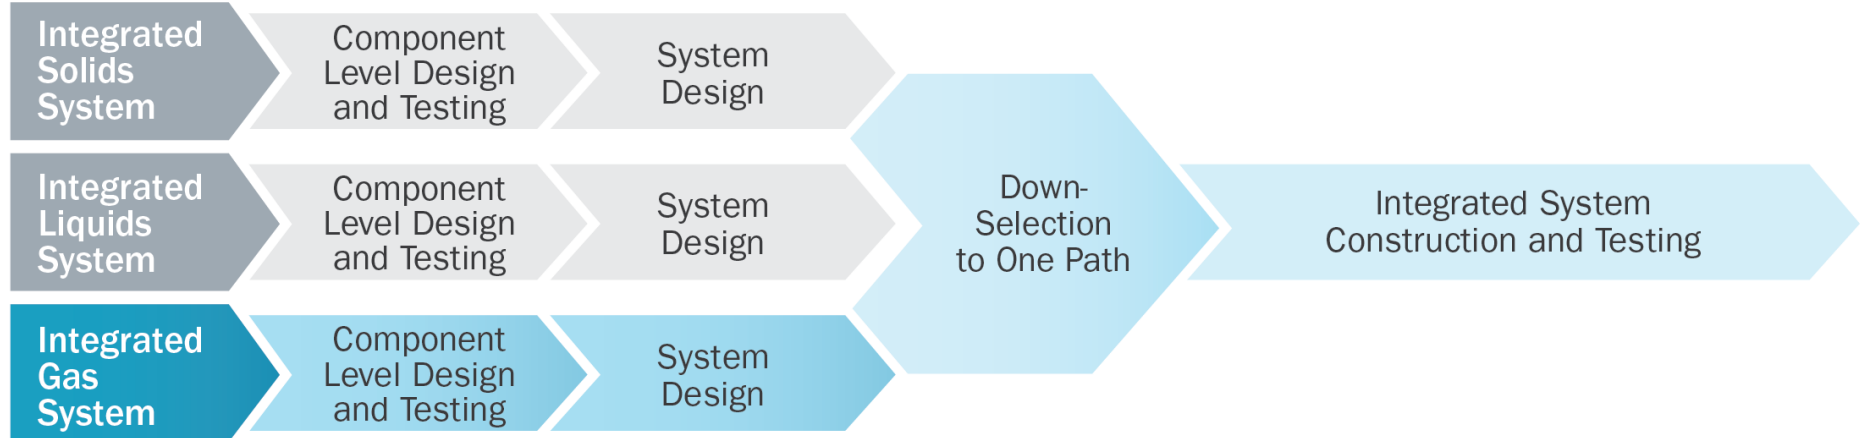 Integrated
Solids
System
Component
Level Design
and Testing
System
Design
Integrated
Liquids
System
Component
Level Design
and Testing
System
Design
Integrated
Gas
System
Component
Level Design
and Testing
System
Design
Down-
Selection
to One Path
Integrated System
Construction and Testing